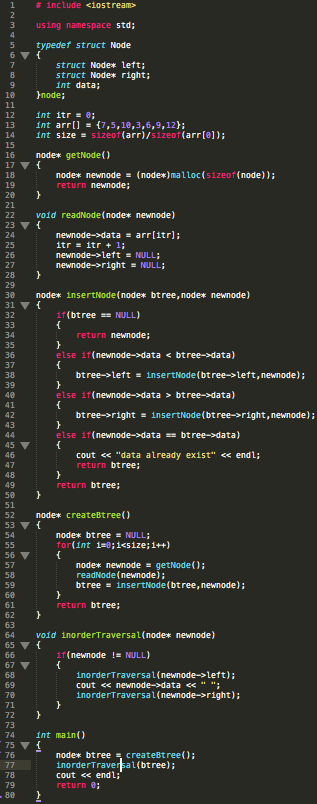 1 # include <iostream>
2
3 using namespace std;
4
5 typedef struct Node
6 {
7 struct Node* left;
8 struct Node* right;
9 int data;
10 }node;
11
12 int itr = 0;
13 int arr[] = {7,5,10,3,6,9,12};
14 int size = sizeof(arr)/sizeof(arr[0]);
15
16 node* getNode()
17 {
18 node* newnode = (node*)malloc(sizeof(node));
19 return newnode;
20 }
21
22 void readNode(node* newnode)
23 {
24 newnode->data = arr[itr];
25 itr = itr + 1;
26 newnode->left = NULL;
27 newnode->right = NULL;
28 }
29
30 node* insertNode(node* btree,node* newnode)
31 {
32 if(btree == NULL)
33 {
34 return newnode;
35 }
36 else if(newnode->data < btree->data)
37 {
38 btree->left = insertNode(btree->left,newnode);
39 }
40 else if(newnode->data > btree->data)
41 {
42 btree->right = insertNode(btree->right,newnode);
43 }
44 else if(newnode->data == btree->data)
45 {
46 cout << "data already exist" << endl;
47 return btree;
48 }
49 return btree;
50 }
51
52 node* createBtree()
53 {
54 node* btree = NULL;
55 for(int i=0;i<size;i++)
56 {
57 node* newnode = getNode();
58 readNode(newnode);
59 btree = insertNode(btree,newnode);
60 }
61 return btree;
62 }
63
64 void inorderTraversal(node* newnode)
65 {
66 if(newnode != NULL)
67 {
68 inorderTraversal(newnode->left);
69 cout << newnode->data << " ";
70 inorderTraversal(newnode->right);
71 }
72 }
73
74 int main()
75 {
76 node* btree = createBtree();
77 inorderTraversal(btree);
78 cout << endl;
79 return 0;
80 }